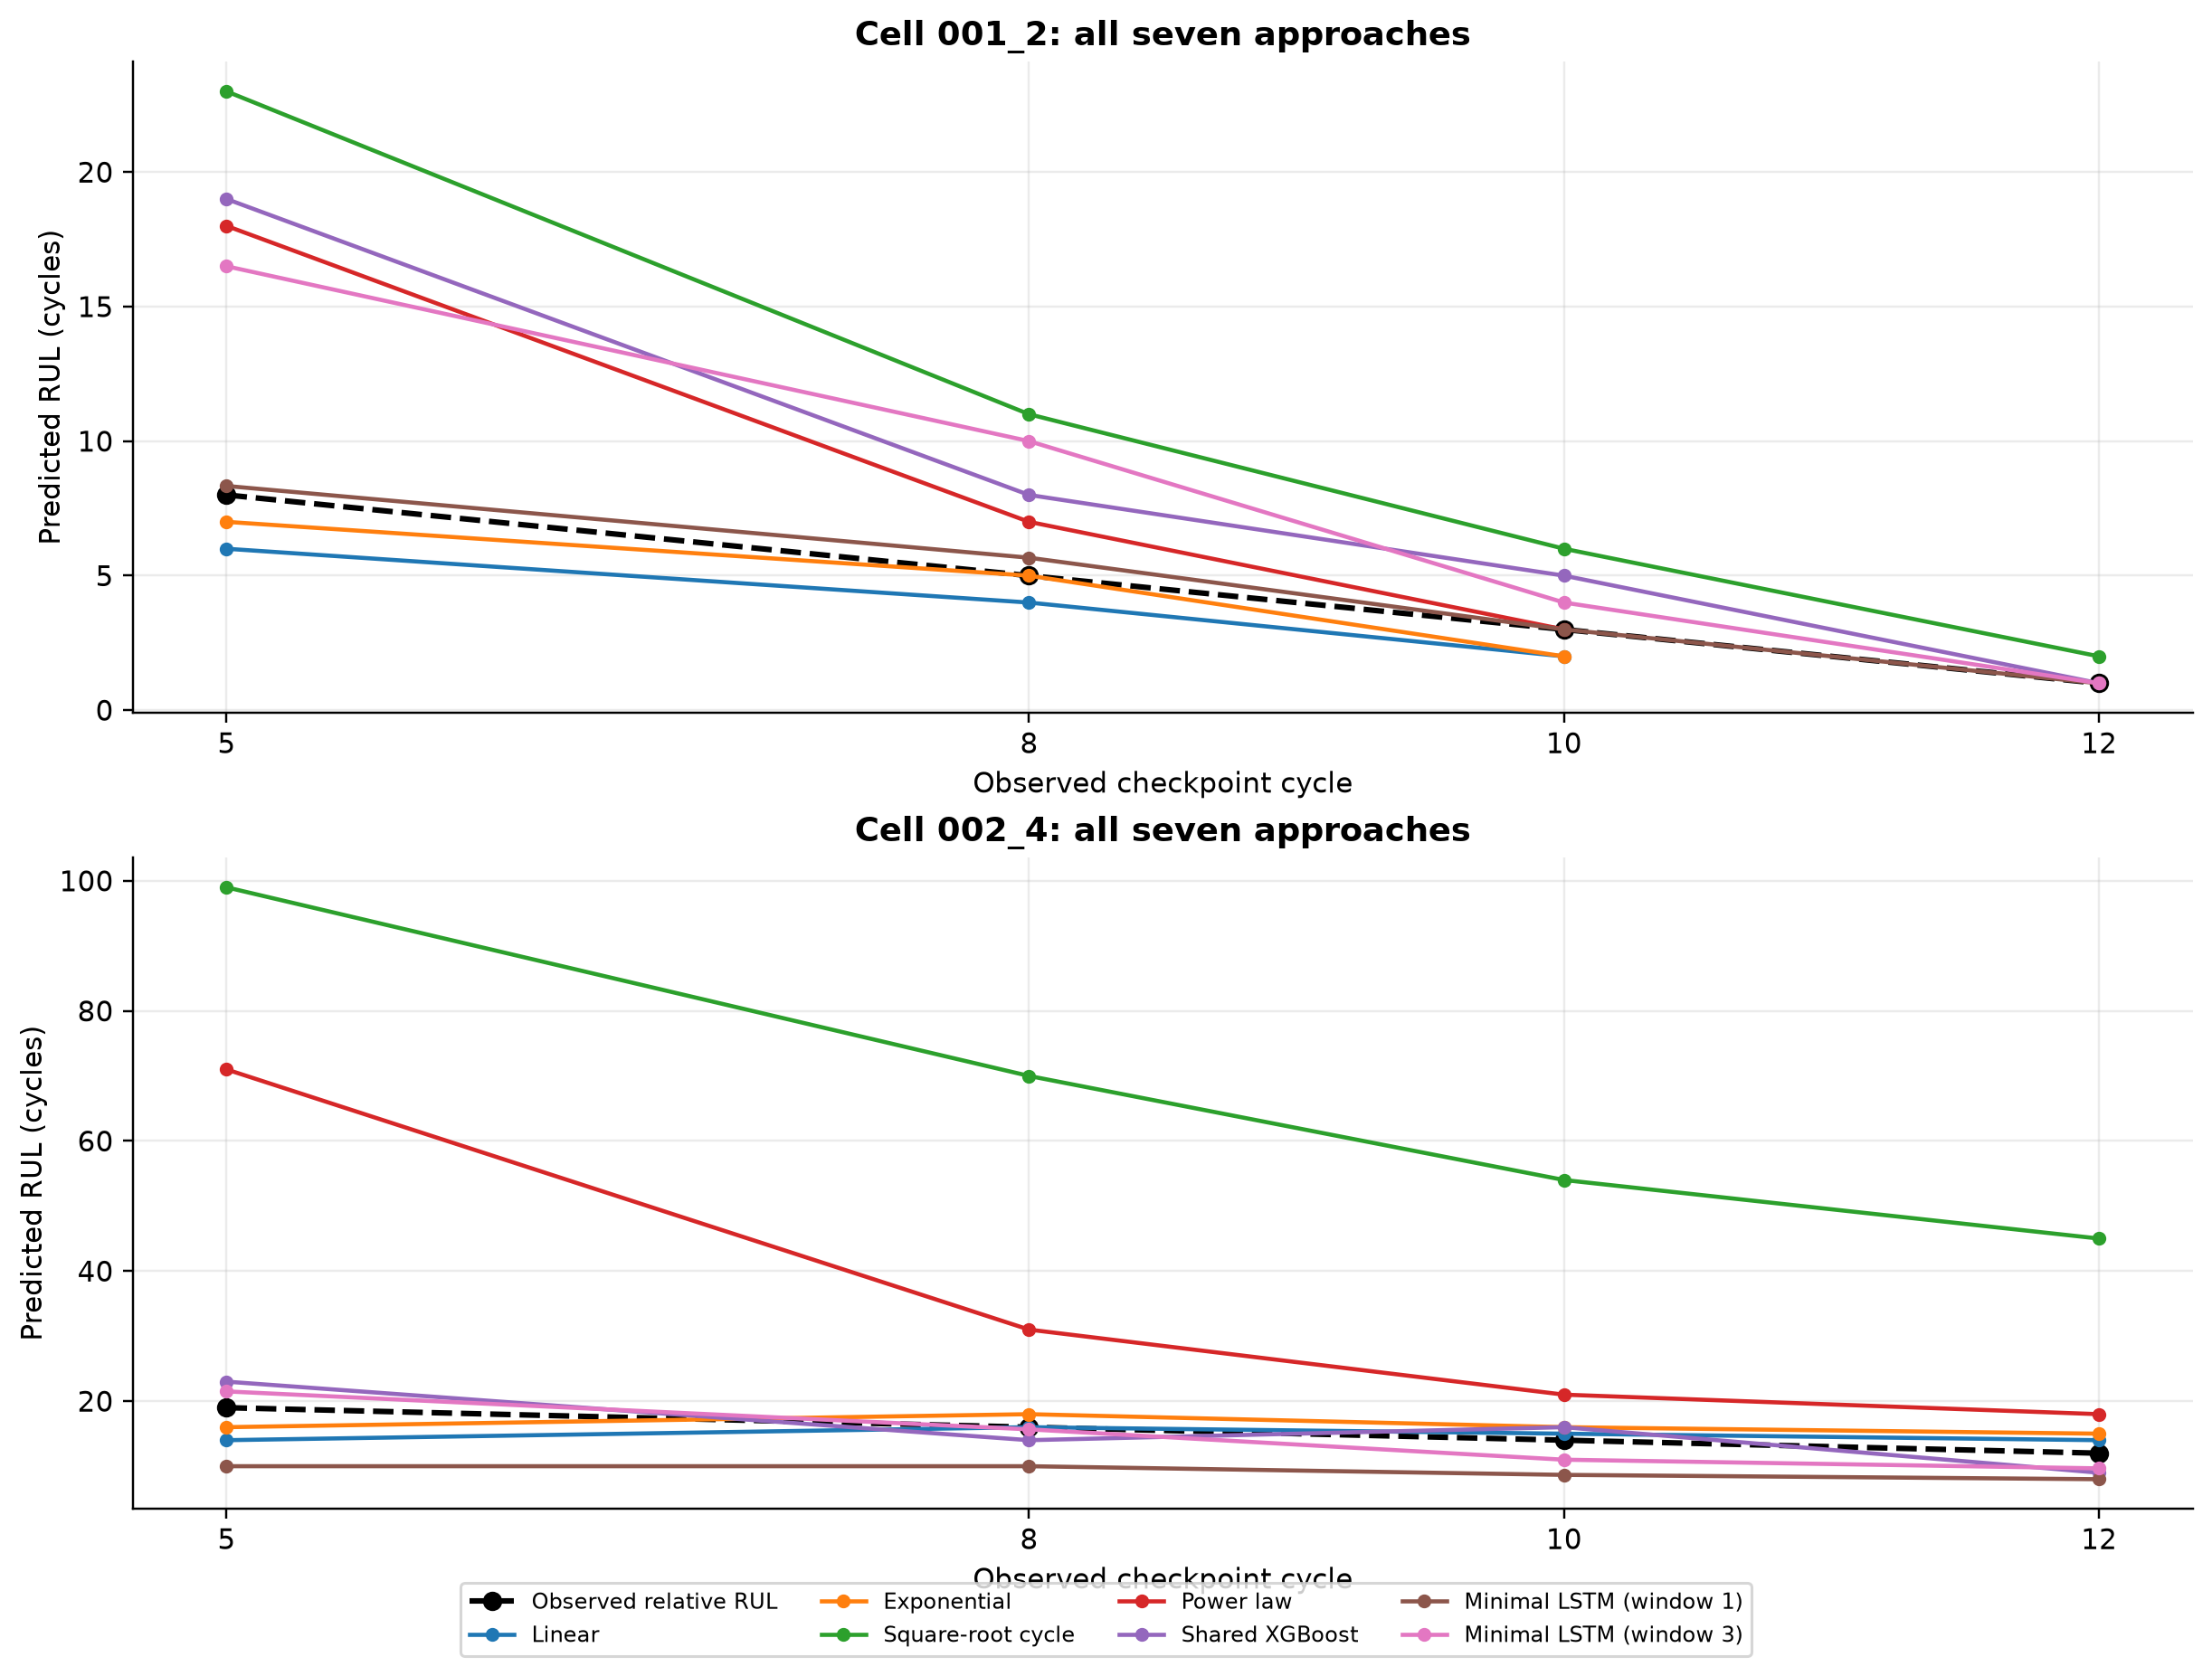 Cell 001_2: all seven approaches
Predicted RUL (cycles)
20
15
10
5
0
5 8 10 12
Observed checkpoint cycle
Cell 002_4: all seven approaches
Predicted RUL (cycles)
100
80
60
40
20
5 8 10 12
Observed checkpoint cycle
Observed relative RUL Exponential Power law Minimal LSTM (window 1)
Linear Square-root cycle Shared XGBoost Minimal LSTM (window 3)